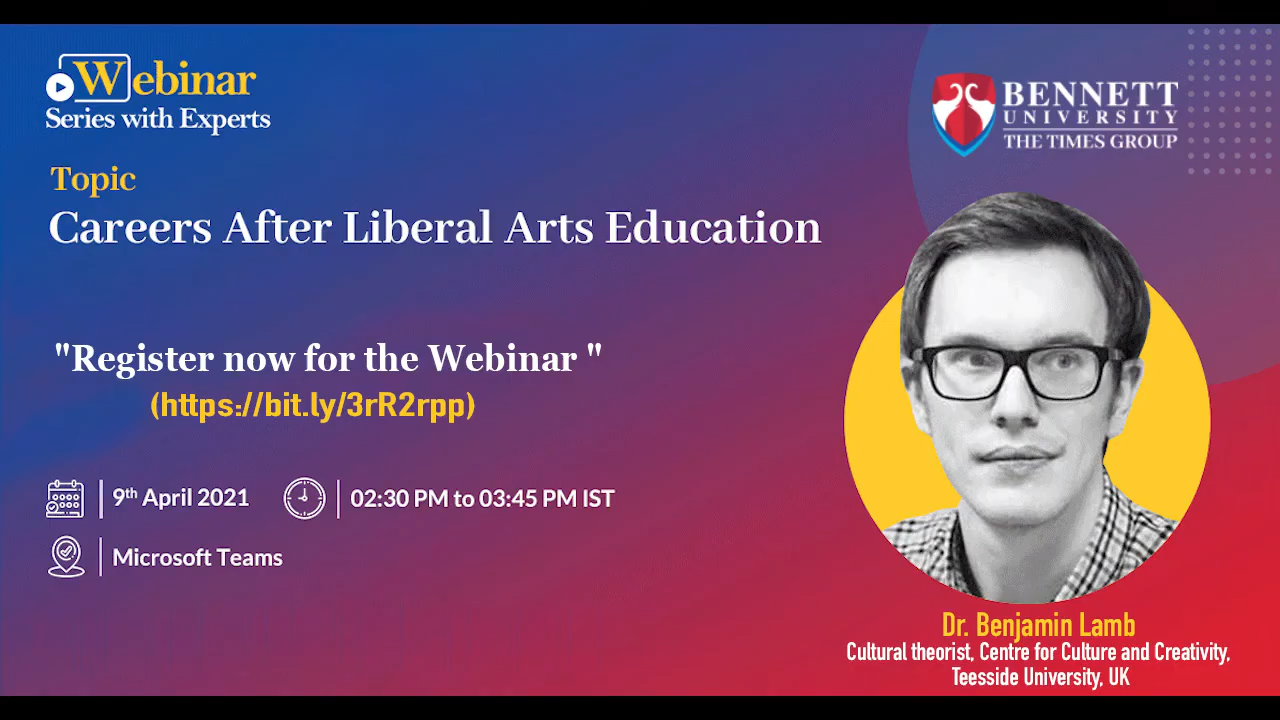 Webinar
Series with Experts
BENNETT
UNIVERSITY
THE TIMES GROUP
Topic
Careers After Liberal Arts Education
"Register now for the Webinar "
(https://bit.ly/3rR2rpp)
9th April 2021
02:30 PM to 03:45 PM IST
Microsoft Teams
Dr. Benjamin Lamb
Cultural theorist, Centre for Culture and Creativity,
Teesside University, UK